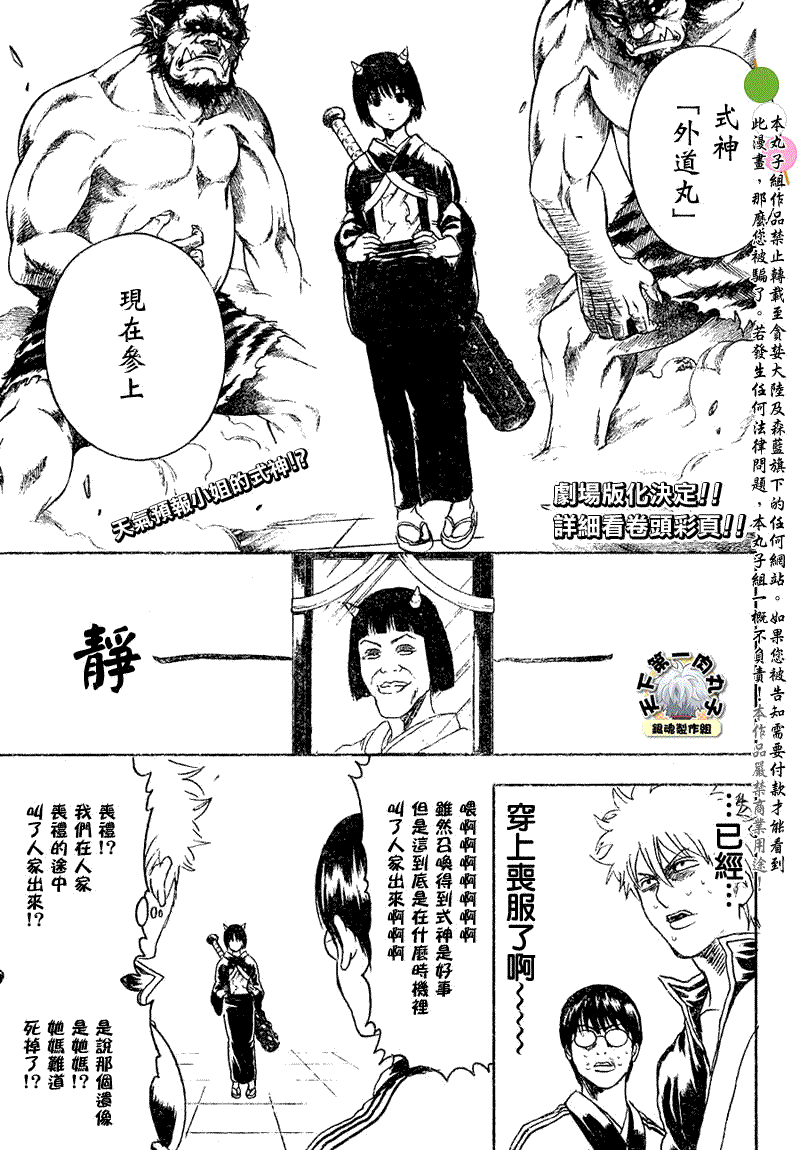 式神
「外道丸」
現在參上
天氣預報小姐的式神!?
劇場版化決定!!
詳細看卷頭彩頁!!
靜
天下第一肉丸子
銀魂製作組
…已經…
穿上喪服了啊~~~~
喂啊啊啊啊啊啊啊
雖然召喚得到式神是好事
但是這到底是在什麼時機裡
叫了人家出來啊啊啊
喪禮!?
我們在人家
喪禮的途中
叫了人家出來!?
是說那個遺像
是她媽!?
她媽難道
死掉了!?
本丸子組作品禁止轉載至貪婪大陸及森藍旗下的任何網站。如果您被告知需要付款才能看到
此漫畫，那麼您被騙了。若發生任何法律問題，本丸子組一概不負責！本作品嚴禁商業用途！